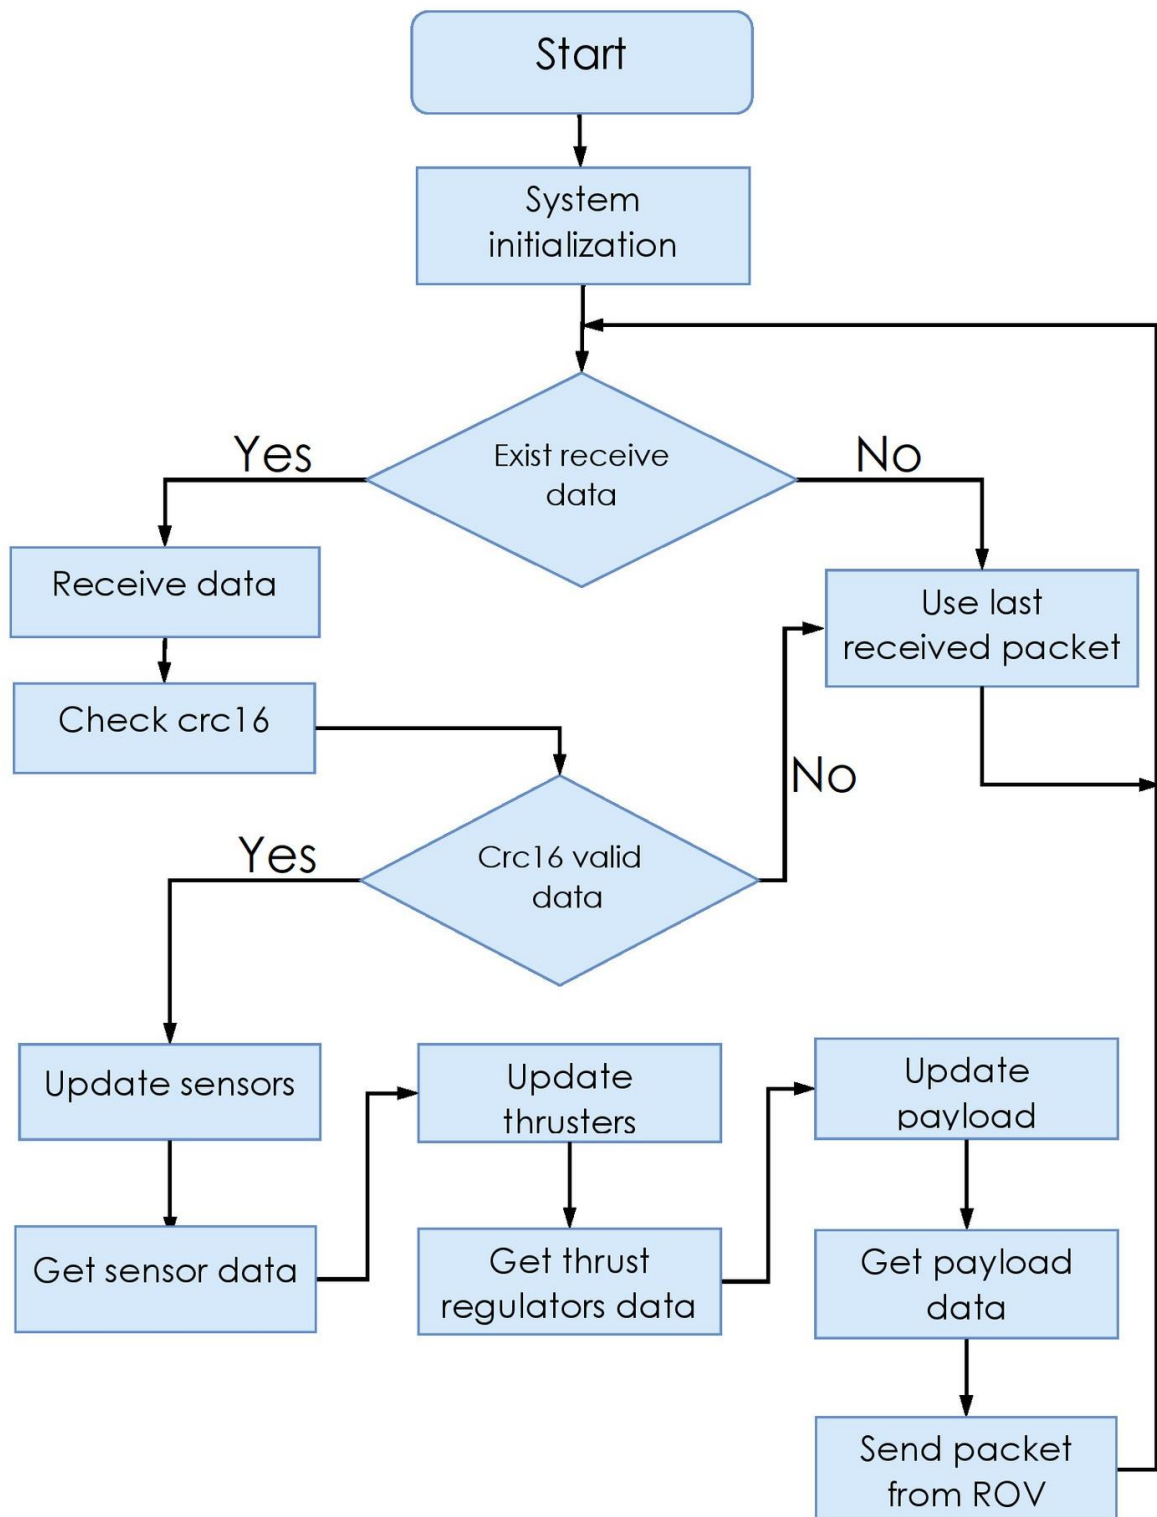 Start
System
initialization
Yes
Exist receive
data
No
Receive data
Use last
received packet
Check crc16
No
Yes
Crc16 valid
data
Update sensors
Update
thrusters
Update
payload
Get sensor data
Get thrust
regulators data
Get payload
data
Send packet
from ROV